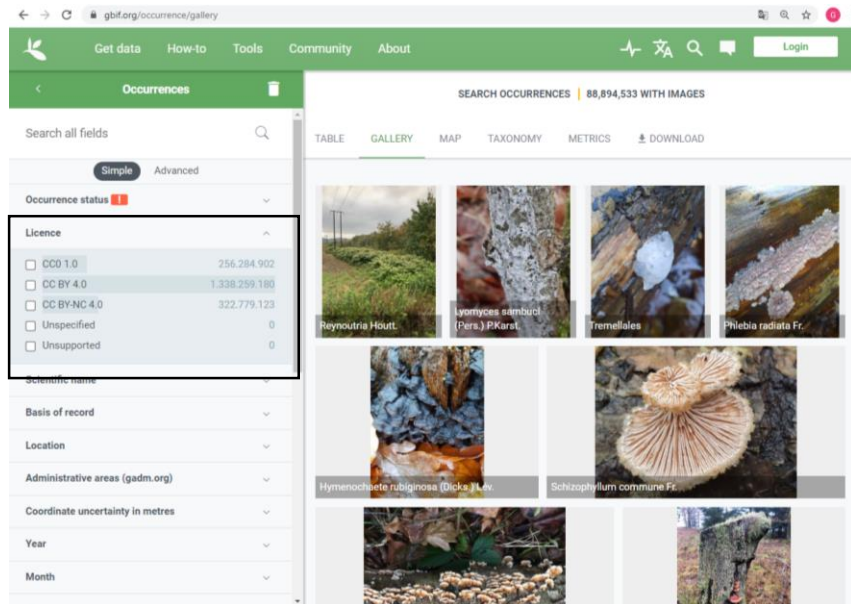 gbif.org/occurrence/gallery
G
Get data How-to Tools Community About
Login
Occurrences
SEARCH OCCURRENCES | 88,894,533 WITH IMAGES
Search all fields
TABLE GALLERY MAP TAXONOMY METRICS DOWNLOAD
Simple Advanced
Occurrence status !
Licence
CC0 1.0 256.284.902
CC BY 4.0 1.338.259.180
CC BY-NC 4.0 322.779.123
Unspecified 0
Unsupported 0
Scientific name
Basis of record
Location
Administrative areas (gadm.org)
Coordinate uncertainty in metres
Year
Month
Reynoutria Houtt.
Lyomyces sambuci
(Pers.) P.Karst.
Tremellales
Phlebia radiata Fr.
Hymenochaete rubiginosa (Dicks.) Lév.
Schizophyllum commune Fr.